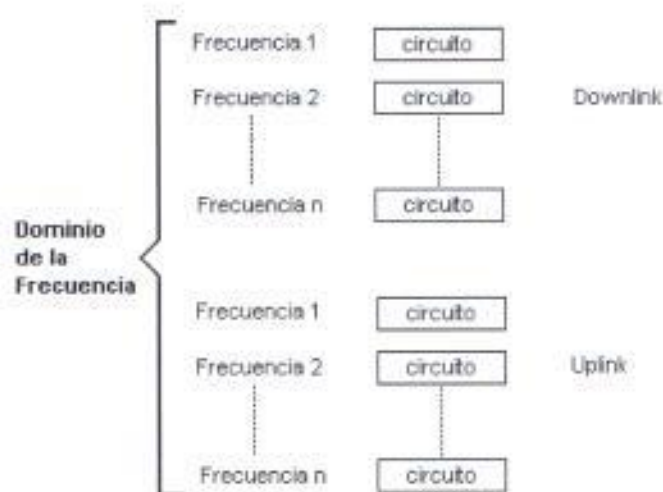 Frecuencia 1 circuito
Frecuencia 2 circuito Downlink
Frecuencia n circuito
Dominio
de la
Frecuencia
Frecuencia 1 circuito
Frecuencia 2 circuito Uplink
Frecuencia n circuito